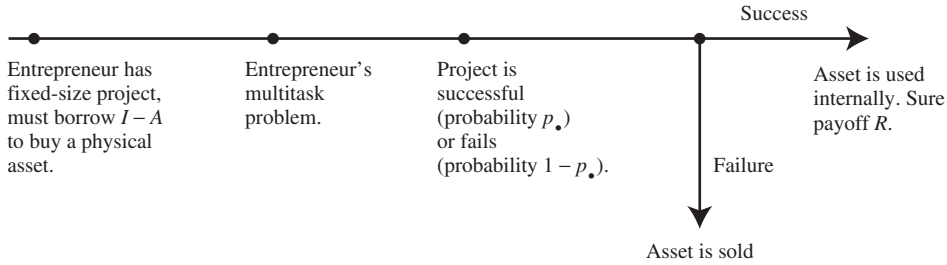 Success
Entrepreneur has
fixed-size project,
must borrow I – A
to buy a physical
asset.
Entrepreneur's
multitask
problem.
Project is
successful
(probability p•)
or fails
(probability 1 – p•).
Asset is used
internally. Sure
payoff R.
Failure
Asset is sold